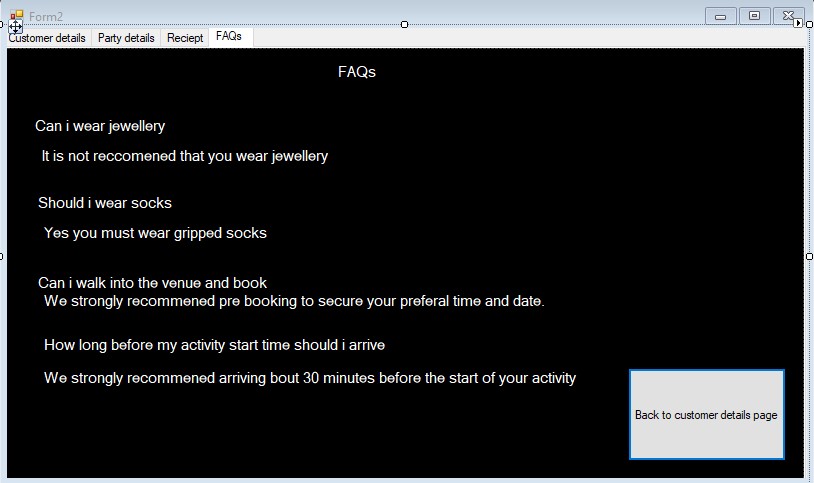 Form2
Customer details Party details Reciept FAQs
FAQs
Can i wear jewellery
It is not reccomened that you wear jewellery
Should i wear socks
Yes you must wear gripped socks
Can i walk into the venue and book
We strongly recommened pre booking to secure your preferal time and date.
How long before my activity start time should i arrive
We strongly recommened arriving bout 30 minutes before the start of your activity
Back to customer details page